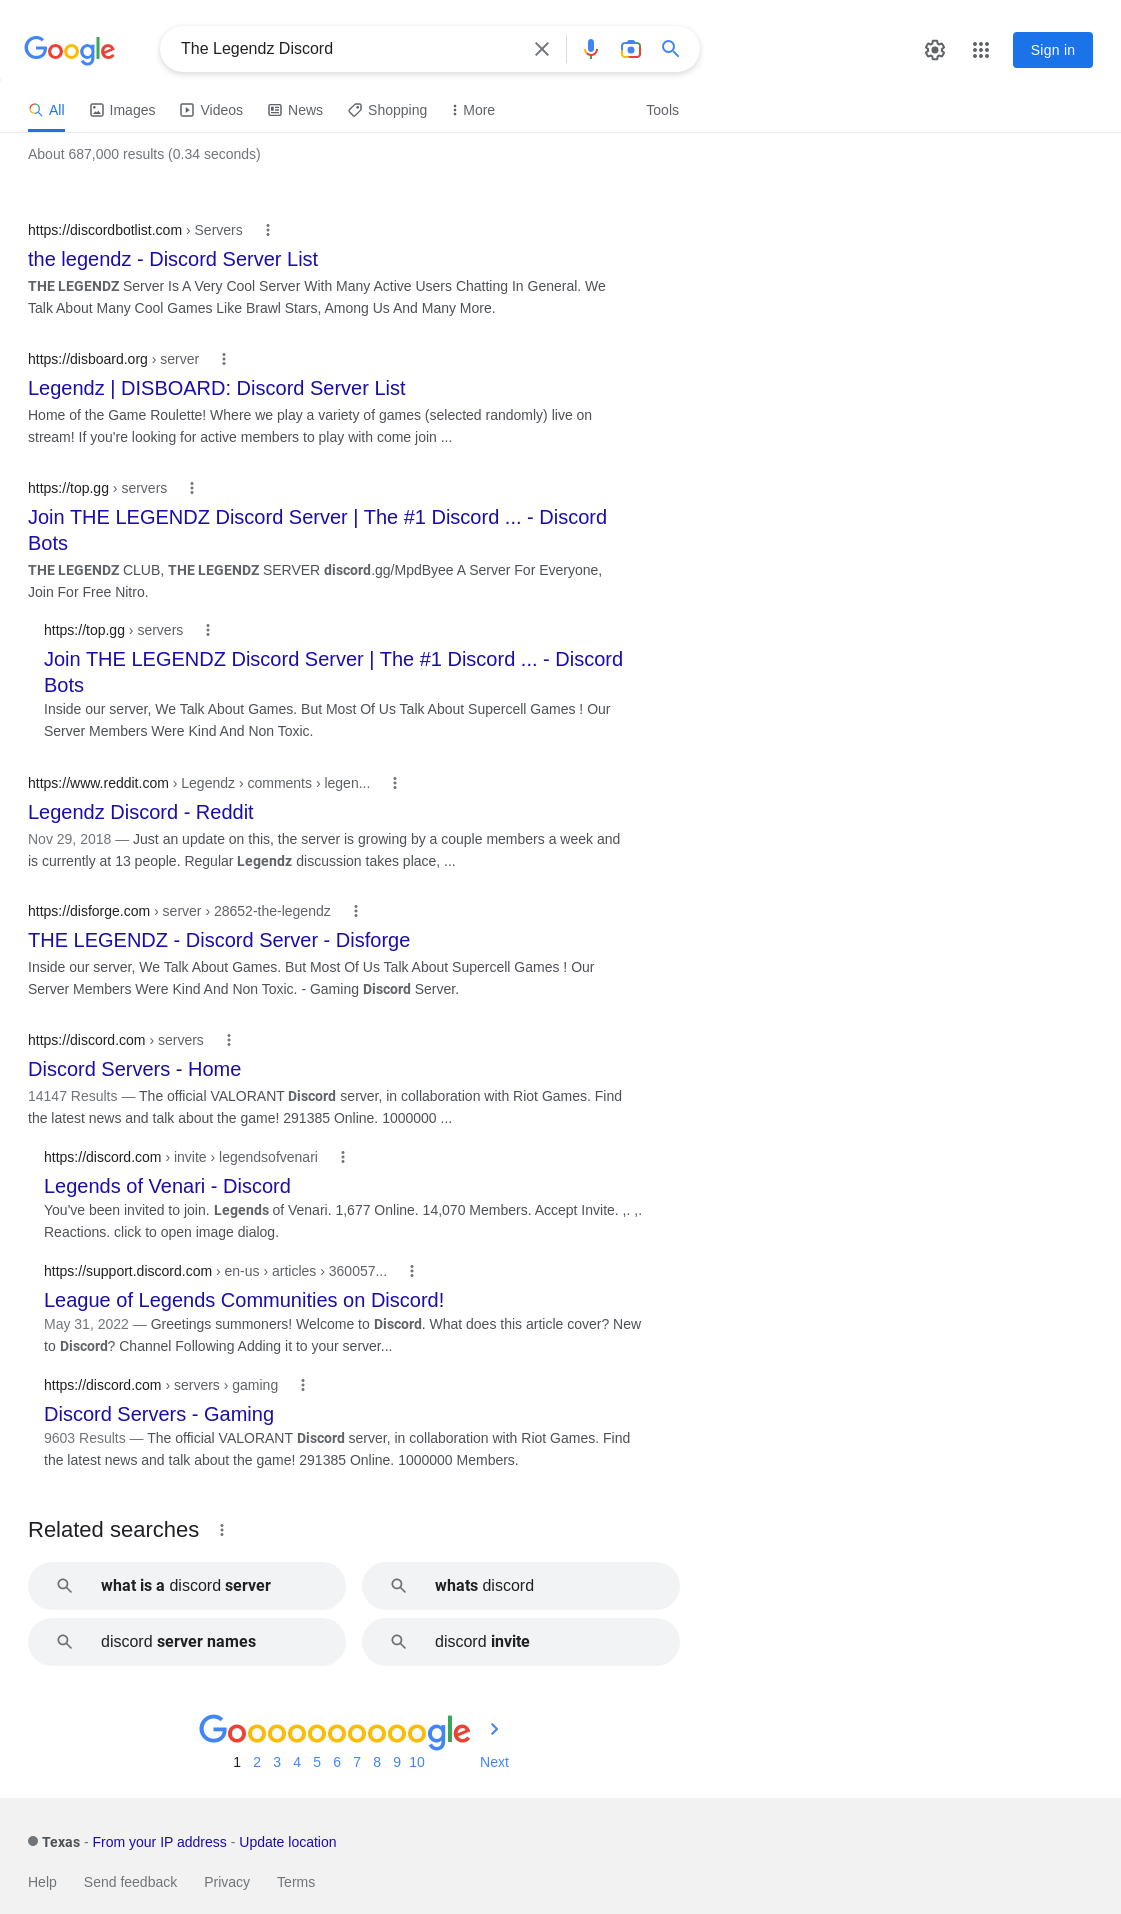 Google
The Legendz Discord
Sign in
All Images Videos News Shopping More Tools
About 687,000 results (0.34 seconds)
https://discordbotlist.com › Servers
the legendz - Discord Server List
THE LEGENDZ Server Is A Very Cool Server With Many Active Users Chatting In General. We
Talk About Many Cool Games Like Brawl Stars, Among Us And Many More.
https://disboard.org › server
Legendz | DISBOARD: Discord Server List
Home of the Game Roulette! Where we play a variety of games (selected randomly) live on
stream! If you're looking for active members to play with come join ...
https://top.gg › servers
Join THE LEGENDZ Discord Server | The #1 Discord ... - Discord
Bots
THE LEGENDZ CLUB, THE LEGENDZ SERVER discord.gg/MpdByee A Server For Everyone,
Join For Free Nitro.
https://top.gg › servers
Join THE LEGENDZ Discord Server | The #1 Discord ... - Discord
Bots
Inside our server, We Talk About Games. But Most Of Us Talk About Supercell Games ! Our
Server Members Were Kind And Non Toxic.
https://www.reddit.com › Legendz › comments › legen...
Legendz Discord - Reddit
Nov 29, 2018 — Just an update on this, the server is growing by a couple members a week and
is currently at 13 people. Regular Legendz discussion takes place, ...
https://disforge.com › server › 28652-the-legendz
THE LEGENDZ - Discord Server - Disforge
Inside our server, We Talk About Games. But Most Of Us Talk About Supercell Games ! Our
Server Members Were Kind And Non Toxic. - Gaming Discord Server.
https://discord.com › servers
Discord Servers - Home
14147 Results — The official VALORANT Discord server, in collaboration with Riot Games. Find
the latest news and talk about the game! 291385 Online. 1000000 ...
https://discord.com › invite › legendsofvenari
Legends of Venari - Discord
You've been invited to join. Legends of Venari. 1,677 Online. 14,070 Members. Accept Invite. ,. ,.
Reactions. click to open image dialog.
https://support.discord.com › en-us › articles › 360057...
League of Legends Communities on Discord!
May 31, 2022 — Greetings summoners! Welcome to Discord. What does this article cover? New
to Discord? Channel Following Adding it to your server...
https://discord.com › servers › gaming
Discord Servers - Gaming
9603 Results — The official VALORANT Discord server, in collaboration with Riot Games. Find
the latest news and talk about the game! 291385 Online. 1000000 Members.
Related searches
what is a discord server
whats discord
discord server names
discord invite
Goooooooooogle
1 2 3 4 5 6 7 8 9 10 Next
Texas - From your IP address - Update location
Help Send feedback Privacy Terms